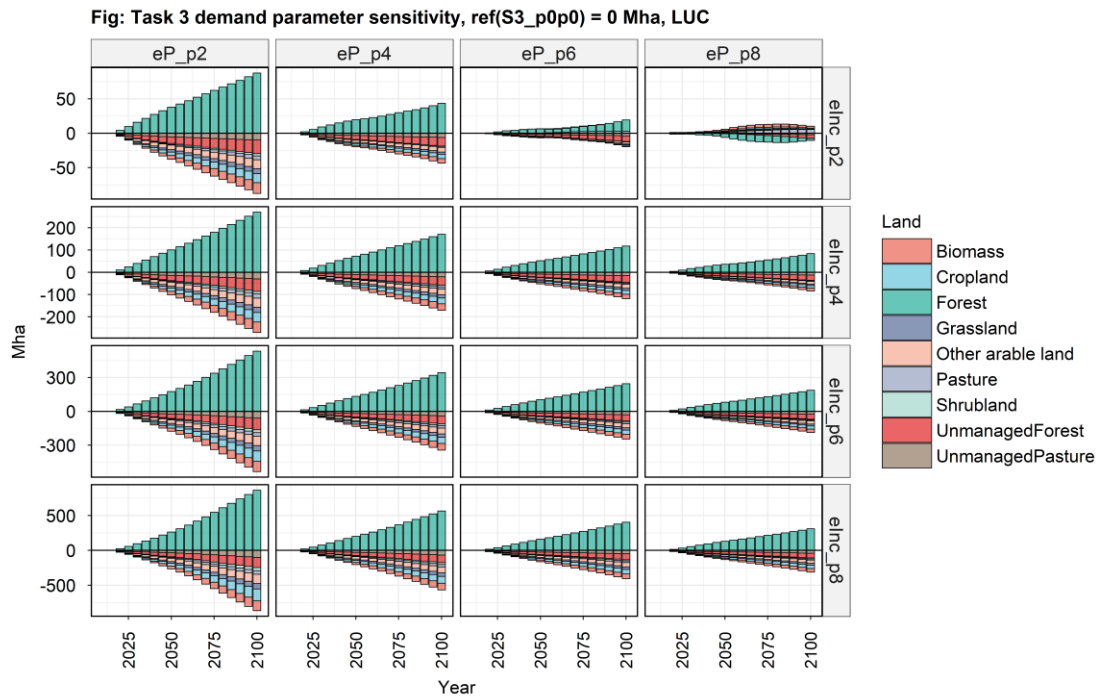 Fig: Task 3 demand parameter sensitivity, ref(S3_p0p0) = 0 Mha, LUC
eP_p2 eP_p4 eP_p6 eP_p8
50
0
-50
eInc_p2
200
100
0
-100
-200
eInc_p4
300
0
-300
eInc_p6
500
0
-500
eInc_p8
Mha
2025 2050 2075 2100 2025 2050 2075 2100 2025 2050 2075 2100 2025 2050 2075 2100
Year
Land
Biomass
Cropland
Forest
Grassland
Other arable land
Pasture
Shrubland
UnmanagedForest
UnmanagedPasture